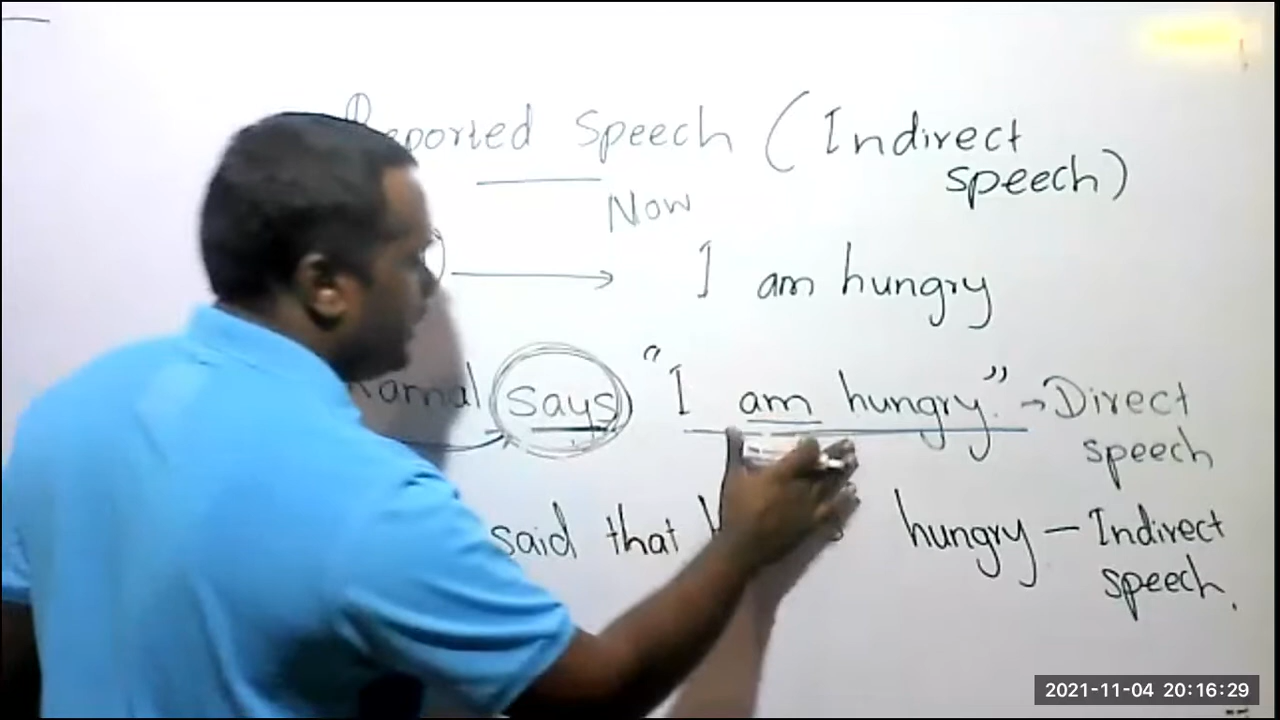 Reported Speech (Indirect
speech)
Now
I am hungry
Kamal says "I am hungry." → Direct
speech
said that hungry – Indirect
speech.
2021-11-04 20:16:29